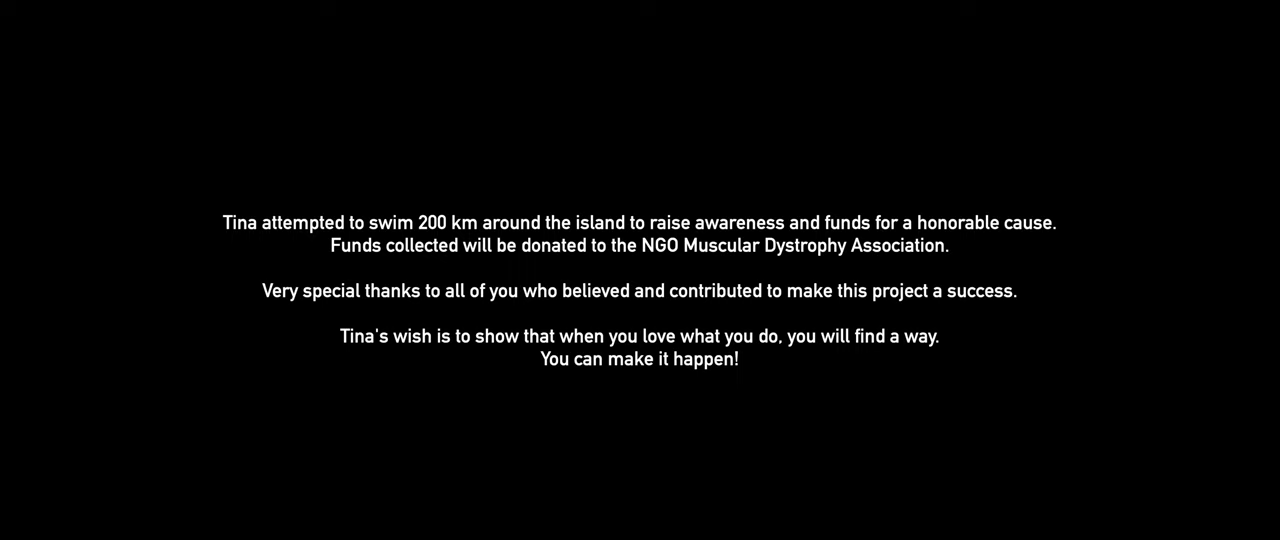 Tina attempted to swim 200 km around the island to raise awareness and funds for a honorable cause.
Funds collected will be donated to the NGO Muscular Dystrophy Association.
Very special thanks to all of you who believed and contributed to make this project a success.
Tina's wish is to show that when you love what you do, you will find a way.
You can make it happen!